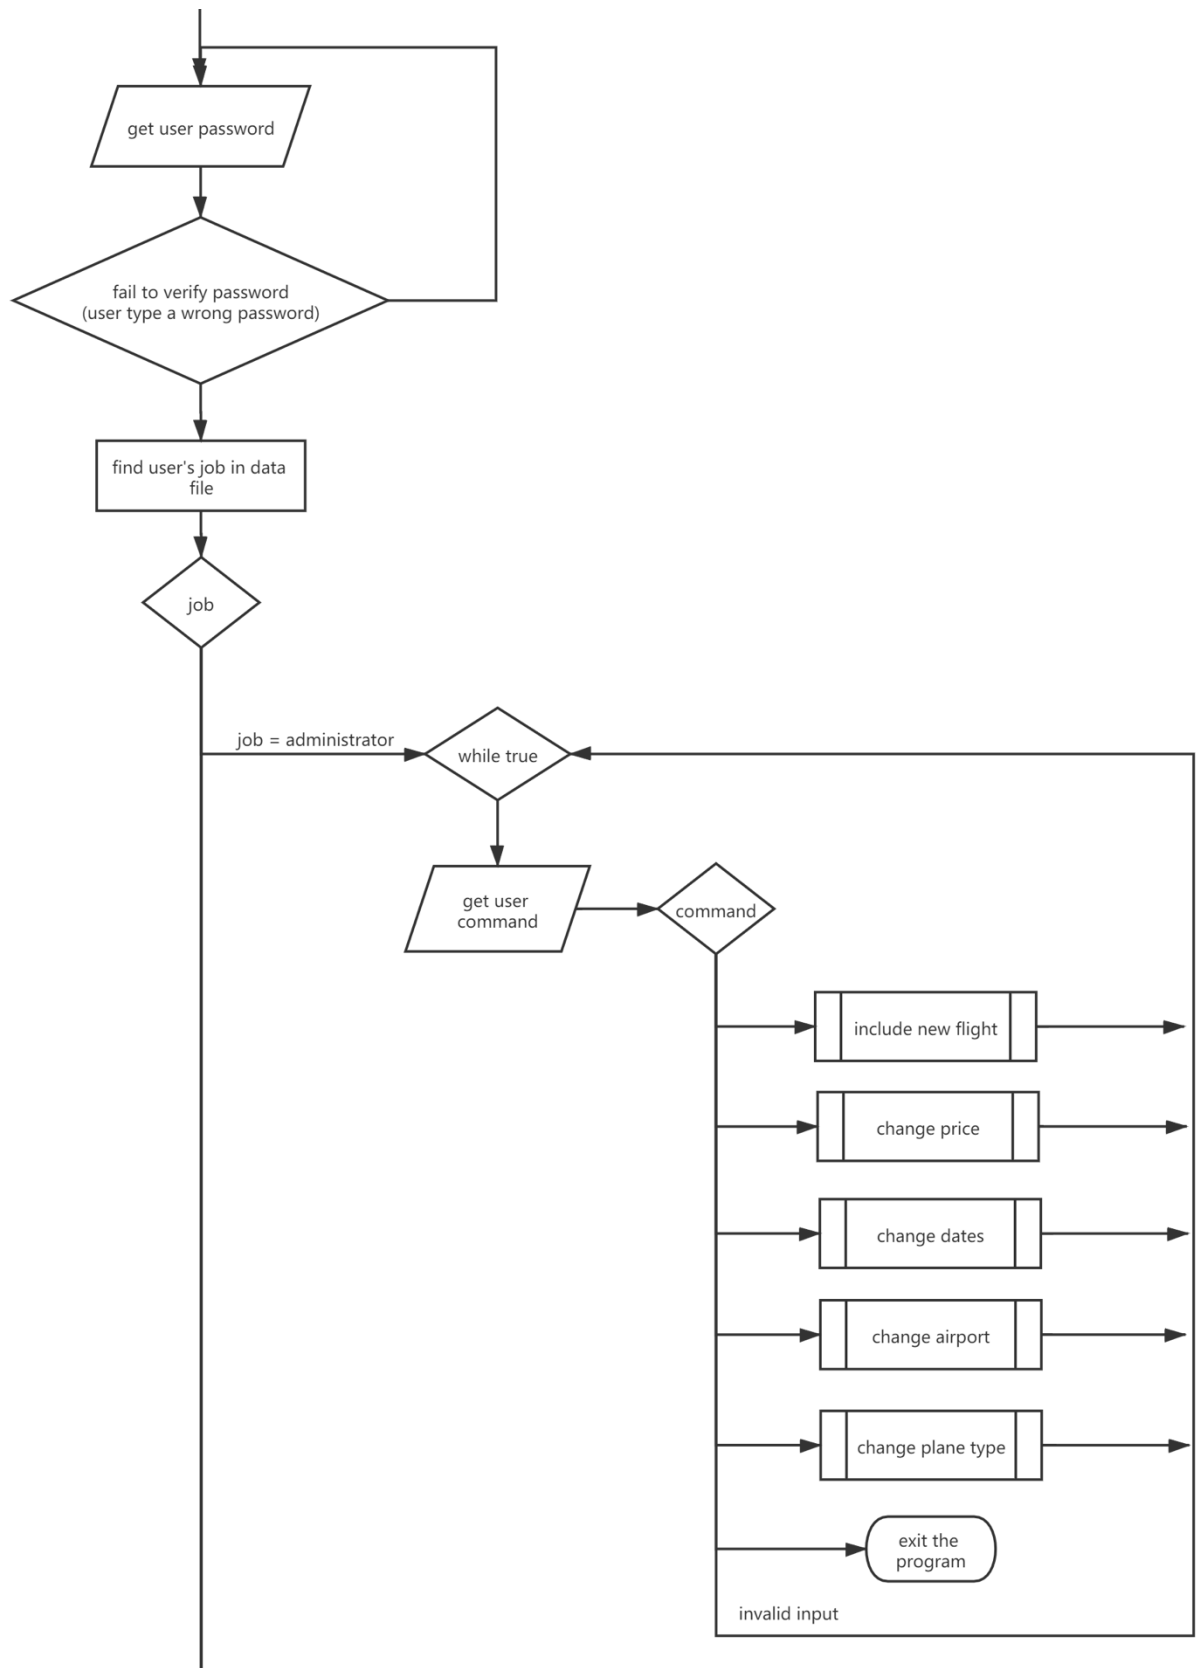 get user password
fail to verify password
(user type a wrong password)
find user's job in data
file
job
job = administrator
while true
get user
command
command
include new flight
change price
change dates
change airport
change plane type
exit the
program
invalid input